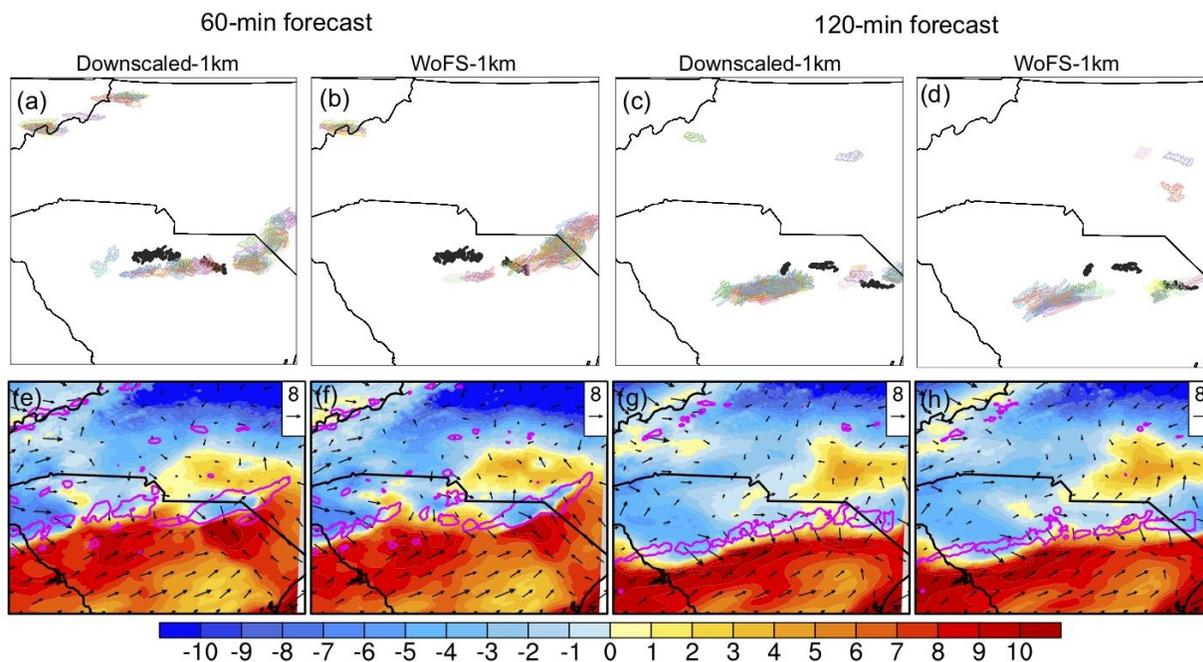 60-min forecast 120-min forecast
Downscaled-1km WoFS-1km Downscaled-1km WoFS-1km
(a) (b) (c) (d)
(e) 8 (f) 8 (g) 8 (h) 8
-10 -9 -8 -7 -6 -5 -4 -3 -2 -1 0 1 2 3 4 5 6 7 8 9 10